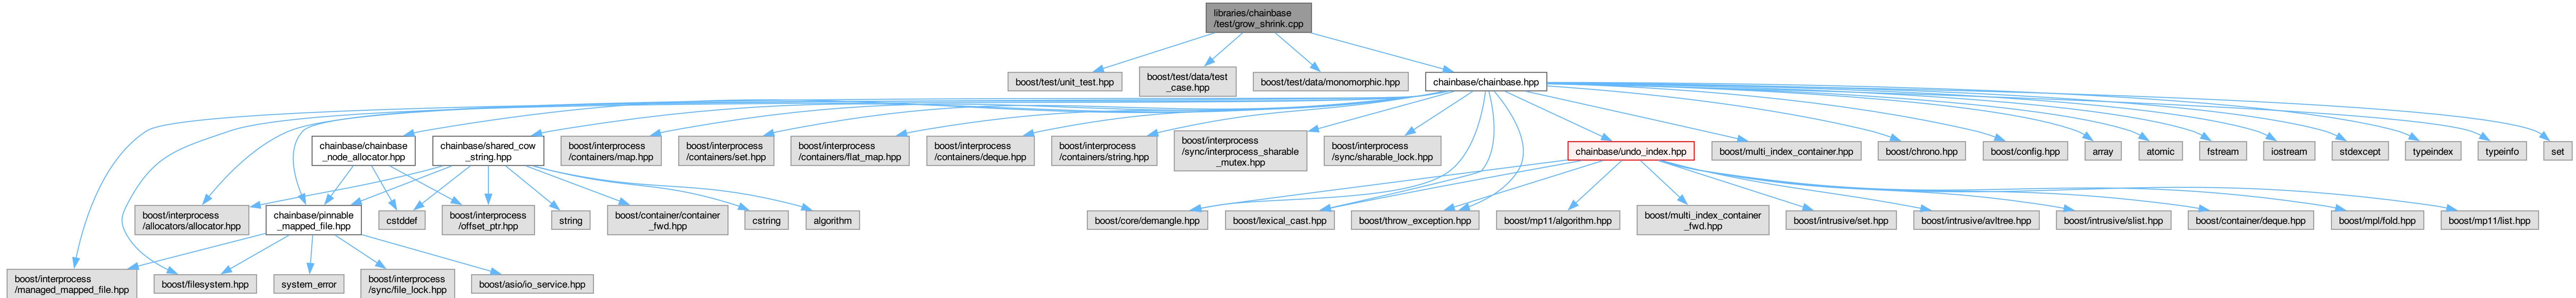 libraries/chainbase
/test/grow_shrink.cpp
boost/test/unit_test.hpp
boost/test/data/test
_case.hpp
boost/test/data/monomorphic.hpp
chainbase/chainbase.hpp
chainbase/chainbase
_node_allocator.hpp
chainbase/shared_cow
_string.hpp
boost/interprocess
/containers/map.hpp
boost/interprocess
/containers/set.hpp
boost/interprocess
/containers/flat_map.hpp
boost/interprocess
/containers/deque.hpp
boost/interprocess
/containers/string.hpp
boost/interprocess
/sync/interprocess_sharable
_mutex.hpp
boost/interprocess
/sync/sharable_lock.hpp
chainbase/undo_index.hpp
boost/multi_index_container.hpp
boost/chrono.hpp
boost/config.hpp
array
atomic
fstream
iostream
stdexcept
typeindex
typeinfo
set
boost/interprocess
/allocators/allocator.hpp
chainbase/pinnable
_mapped_file.hpp
cstddef
boost/interprocess
/offset_ptr.hpp
string
boost/container/container
_fwd.hpp
cstring
algorithm
boost/core/demangle.hpp
boost/lexical_cast.hpp
boost/throw_exception.hpp
boost/mp11/algorithm.hpp
boost/multi_index_container
_fwd.hpp
boost/intrusive/set.hpp
boost/intrusive/avltree.hpp
boost/intrusive/slist.hpp
boost/container/deque.hpp
boost/mpl/fold.hpp
boost/mp11/list.hpp
boost/interprocess
/managed_mapped_file.hpp
boost/filesystem.hpp
system_error
boost/interprocess
/sync/file_lock.hpp
boost/asio/io_service.hpp